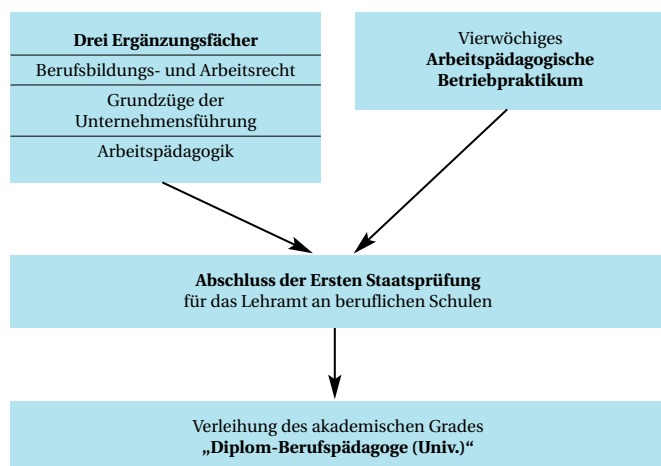 Drei Ergänzungsfächer
Berufsbildungs- und Arbeitsrecht
Grundzüge der
Unternehmensführung
Arbeitspädagogik
Vierwöchiges
Arbeitspädagogische
Betriebpraktikum
Abschluss der Ersten Staatsprüfung
für das Lehramt an beruflichen Schulen
Verleihung des akademischen Grades
„Diplom-Berufspädagoge (Univ.)“